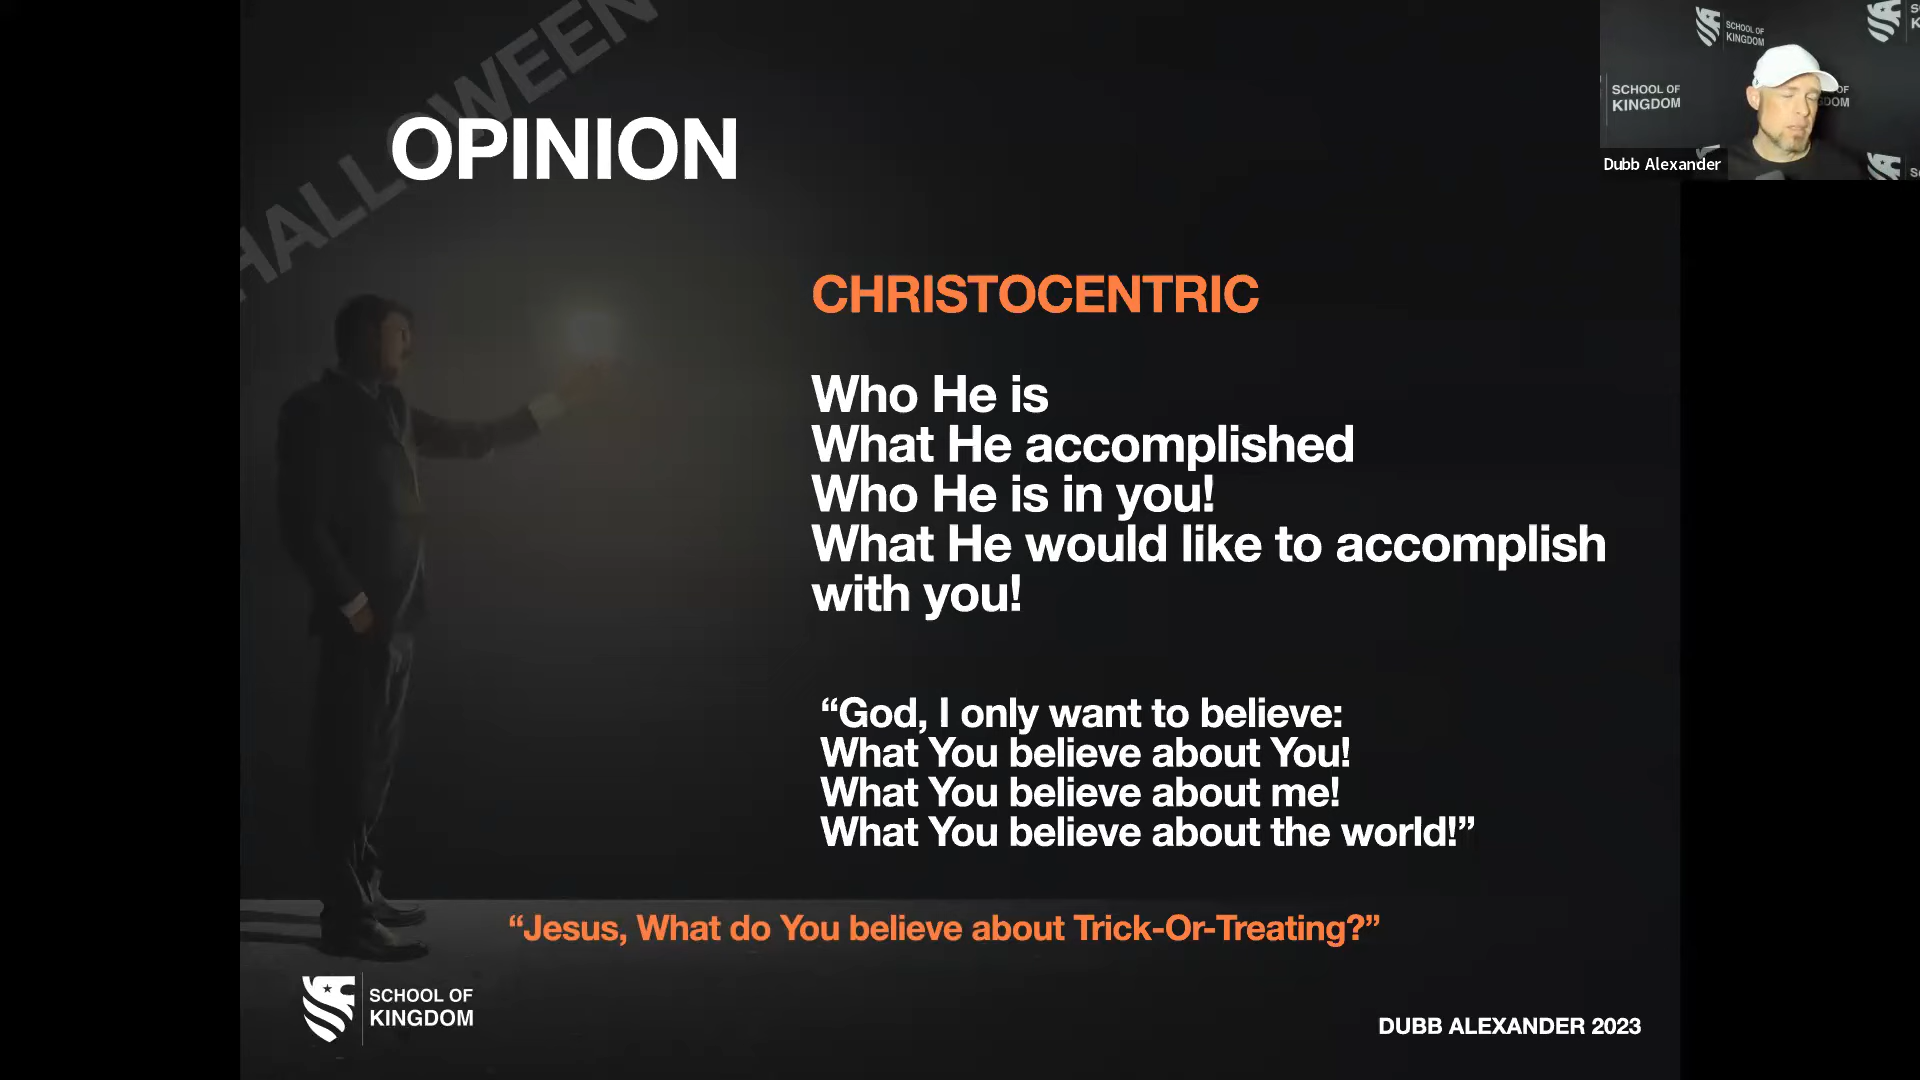 HALLOWEEN
OPINION
CHRISTOCENTRIC
Who He is
What He accomplished
Who He is in you!
What He would like to accomplish
with you!
“God, I only want to believe:
What You believe about You!
What You believe about me!
What You believe about the world!”
“Jesus, What do You believe about Trick-Or-Treating?”
SCHOOL OF
KINGDOM
DUBB ALEXANDER 2023
SCHOOL OF
KINGDOM
SCHOOL OF
KINGDOM
Dubb Alexander